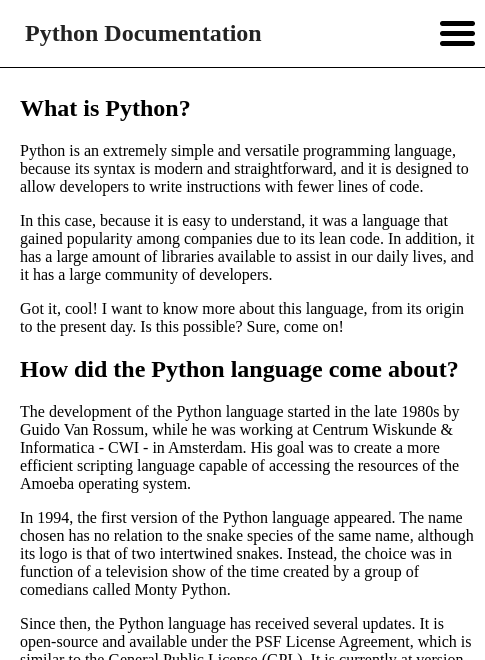 Python Documentation
What is Python?
Python is an extremely simple and versatile programming language,
because its syntax is modern and straightforward, and it is designed to
allow developers to write instructions with fewer lines of code.
In this case, because it is easy to understand, it was a language that
gained popularity among companies due to its lean code. In addition, it
has a large amount of libraries available to assist in our daily lives, and
it has a large community of developers.
Got it, cool! I want to know more about this language, from its origin
to the present day. Is this possible? Sure, come on!
How did the Python language come about?
The development of the Python language started in the late 1980s by
Guido Van Rossum, while he was working at Centrum Wiskunde &
Informatica - CWI - in Amsterdam. His goal was to create a more
efficient scripting language capable of accessing the resources of the
Amoeba operating system.
In 1994, the first version of the Python language appeared. The name
chosen has no relation to the snake species of the same name, although
its logo is that of two intertwined snakes. Instead, the choice was in
function of a television show of the time created by a group of
comedians called Monty Python.
Since then, the Python language has received several updates. It is
open-source and available under the PSF License Agreement, which is
similar to the General Public License (GPL). It is currently at version